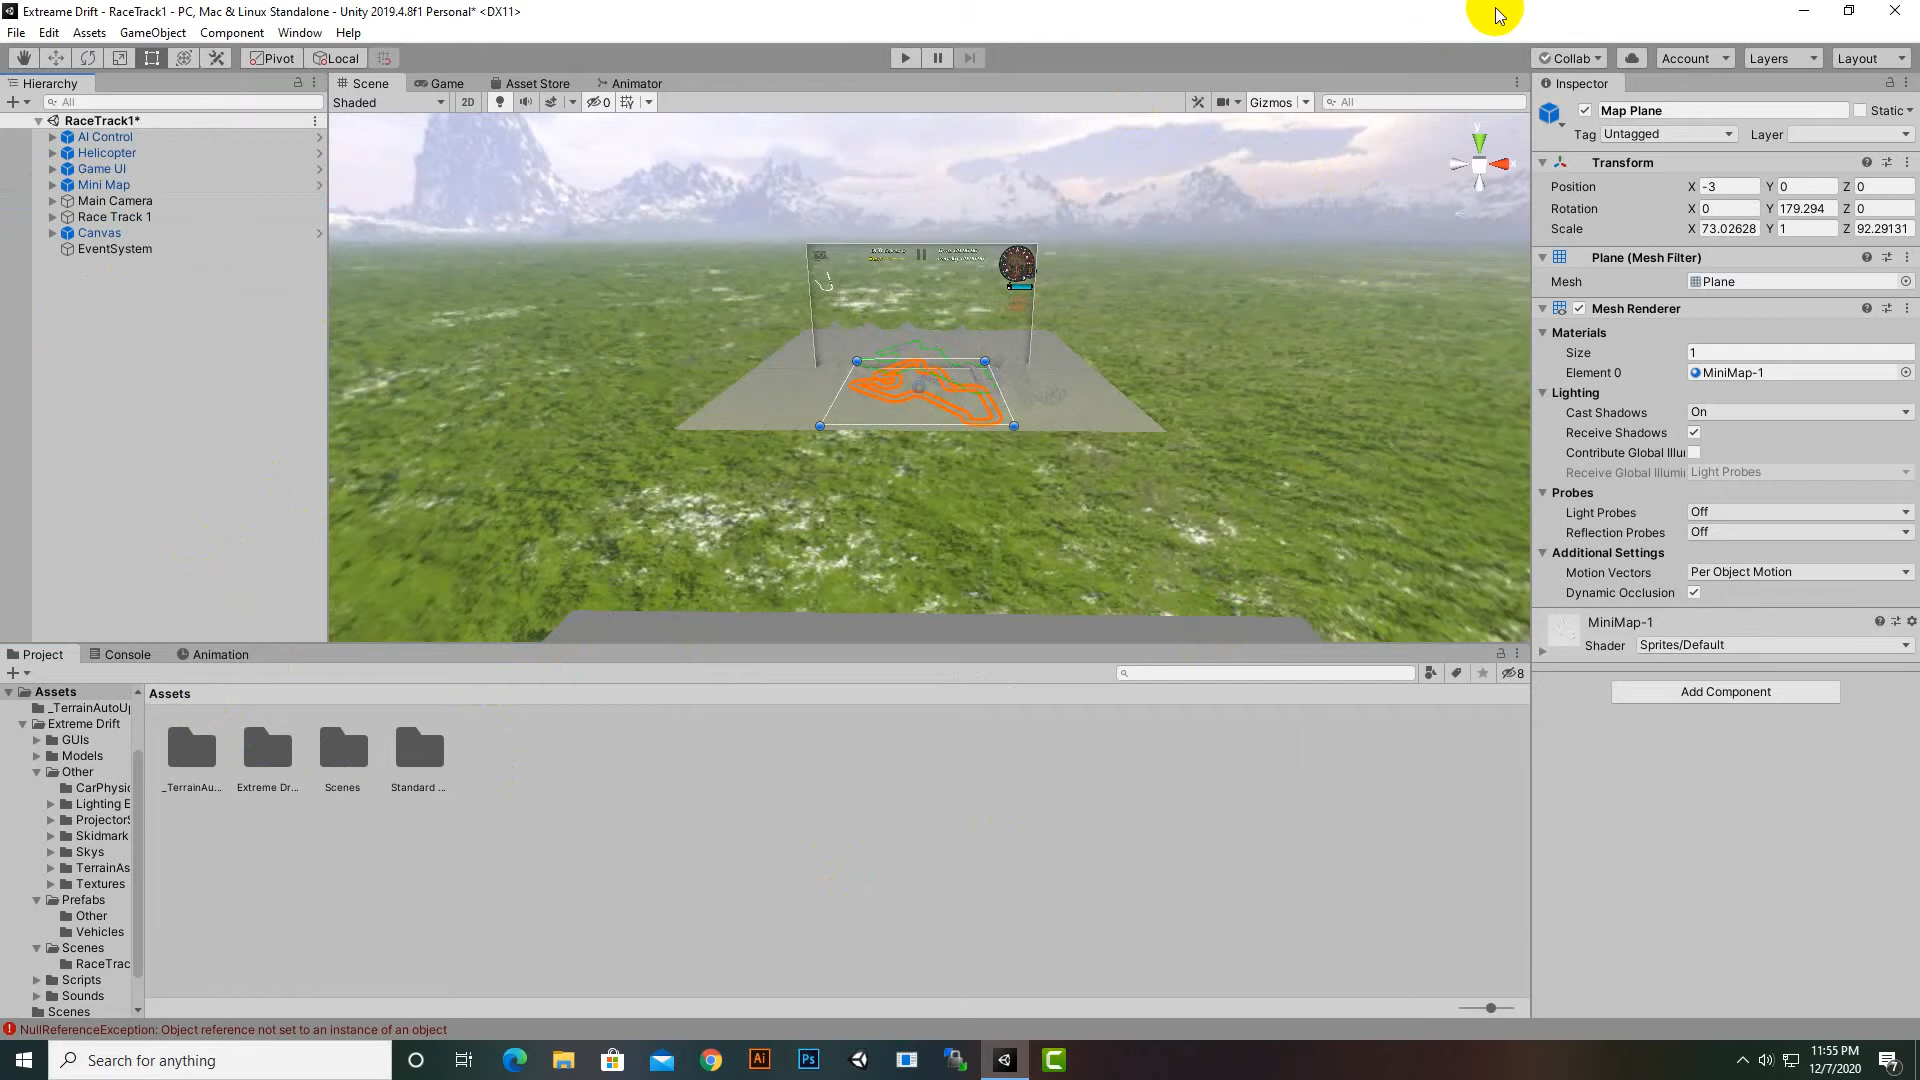 Extreame Drift - RaceTrack1 - PC, Mac & Linux Standalone - Unity 2019.4.8f1 Personal* <DX11>
File Edit Assets GameObject Component Window Help
Pivot Local Collab Account Layers Layout
Hierarchy Scene Game Asset Store Animator Inspector
All Shaded 2D 0 Gizmos All
Map Plane Static
Tag Untagged Layer
RaceTrack1*
AI Control
Helicopter
Game UI
Mini Map
Main Camera
Race Track 1
Canvas
EventSystem
y
x
Transform
Position X -3 Y 0 Z 0
Rotation X 0 Y 179.294 Z 0
Scale X 73.02628 Y 1 Z 92.29131
Plane (Mesh Filter)
Mesh Plane
Mesh Renderer
Materials
Size 1
Element 0 MiniMap-1
Lighting
Cast Shadows On
Receive Shadows
Contribute Global Illu
Receive Global Illumi Light Probes
Probes
Light Probes Off
Reflection Probes Off
Additional Settings
Motion Vectors Per Object Motion
Dynamic Occlusion
MiniMap-1
Shader Sprites/Default
Add Component
Project Console Animation
8
Assets
_TerrainAutoU
Extreme Drift
GUIs
Models
Other
CarPhysi
Lighting E
ProjectorS
Skidmark
Skys
TerrainAs
Textures
Prefabs
Other
Vehicles
Scenes
RaceTrac
Scripts
Sounds
Scenes
Assets
_TerrainAu... Extreme Dr... Scenes Standard ...
NullReferenceException: Object reference not set to an instance of an object
Search for anything
Ai
Ps
11:55 PM
12/7/2020
7